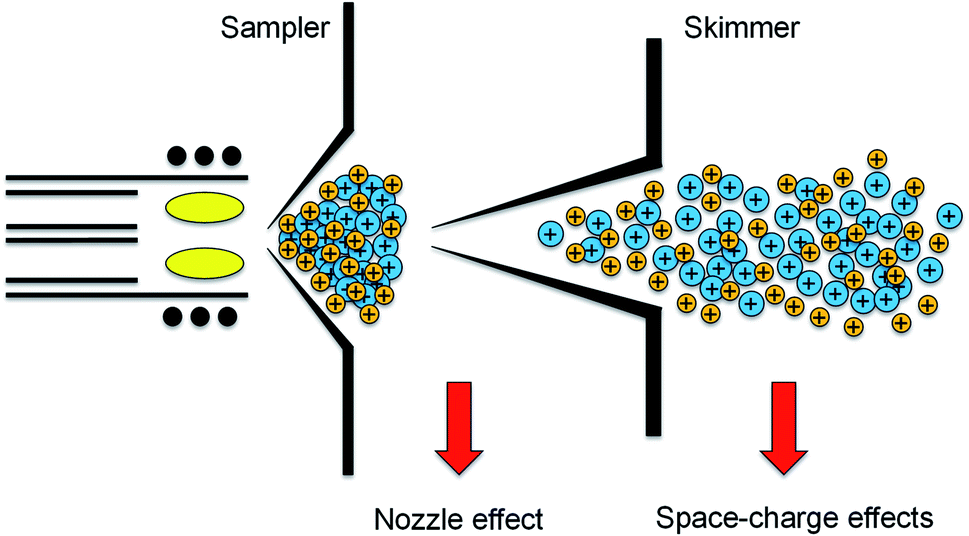 Sampler
Skimmer
Nozzle effect
Space-charge effects